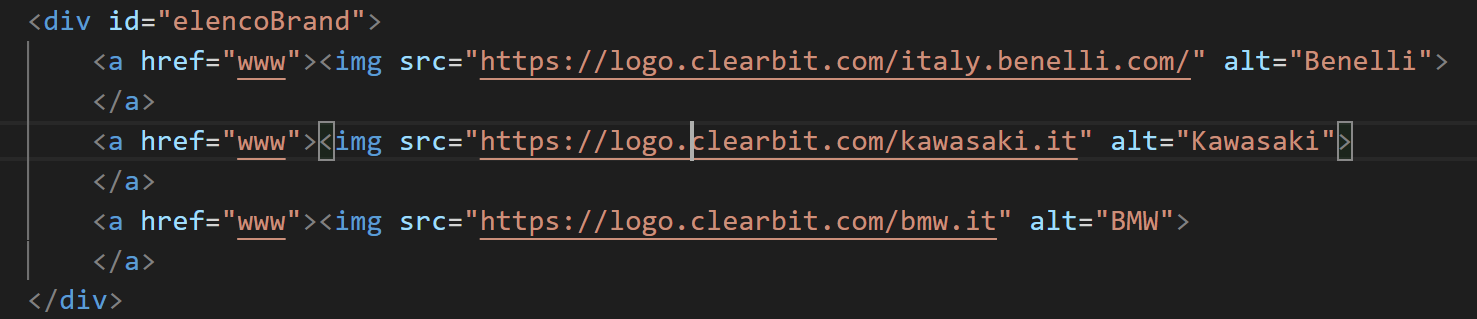 <div id="elencoBrand">
<a href="www"><img src="https://logo.clearbit.com/italy.benelli.com/" alt="Benelli">
</a>
<a href="www"><img src="https://logo.clearbit.com/kawasaki.it" alt="Kawasaki">
</a>
<a href="www"><img src="https://logo.clearbit.com/bmw.it" alt="BMW">
</a>
</div>